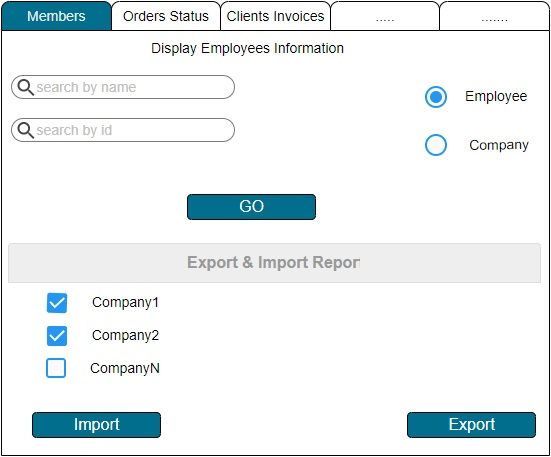 Members Orders Status Clients Invoices ..... .......
Display Employees Information
search by name
Employee
search by id
Company
GO
Export & Import Repor
Company1
Company2
CompanyN
Import Export